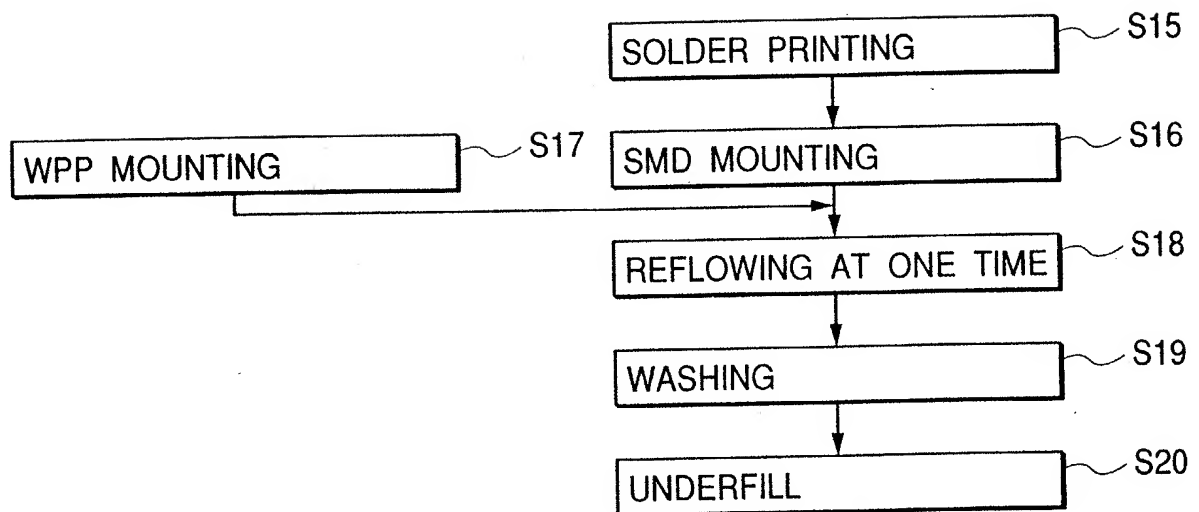 SOLDER PRINTING
S15
WPP MOUNTING
S17
SMD MOUNTING
S16
REFLOWING AT ONE TIME
S18
WASHING
S19
UNDERFILL
S20